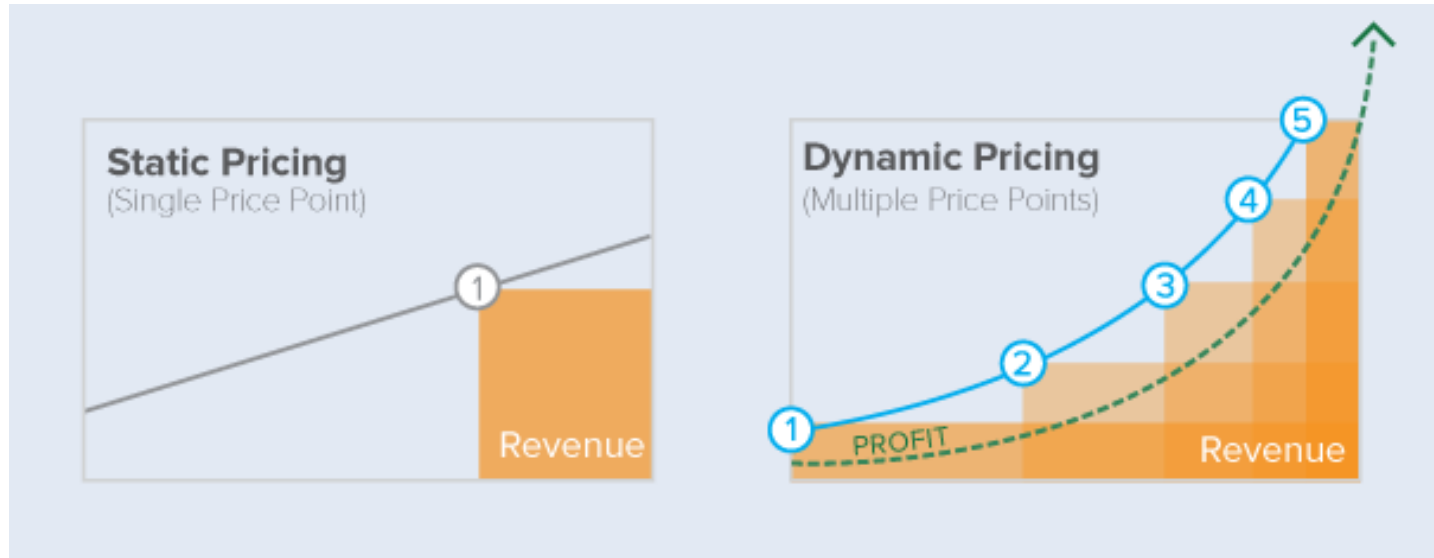 Static Pricing
(Single Price Point)
1
Revenue
Dynamic Pricing
(Multiple Price Points)
5
4
3
2
1
PROFIT
Revenue